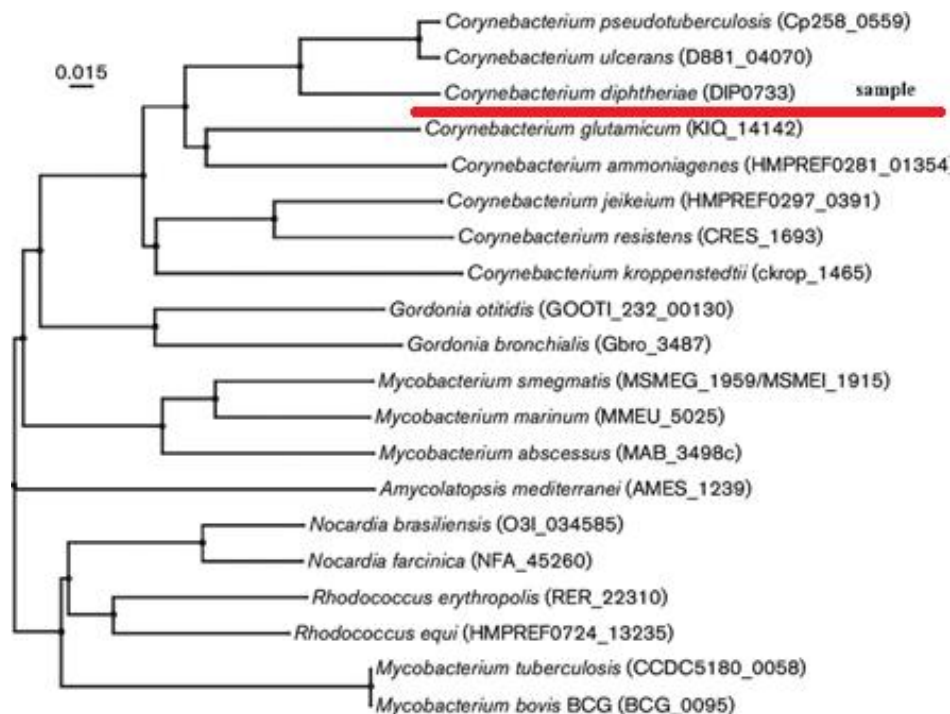 Corynebacterium pseudotuberculosis (Cp258_0559)
0.015
Corynebacterium ulcerans (D881_04070)
Corynebacterium diphtheriae (DIP0733) sample
Corynebacterium glutamicum (KIQ_14142)
Corynebacterium ammoniagenes (HMPREF0281_01354)
Corynebacterium jeikeium (HMPREF0297_0391)
Corynebacterium resistens (CRES_1693)
Corynebacterium kroppenstedtii (ckrop_1465)
Gordonia otitidis (GOOTI_232_00130)
Gordonia bronchialis (Gbro_3487)
Mycobacterium smegmatis (MSMEG_1959/MSMEI_1915)
Mycobacterium marinum (MMEU_5025)
Mycobacterium abscessus (MAB_3498c)
Amycolatopsis mediterranei (AMES_1239)
Nocardia brasiliensis (O3I_034585)
Nocardia farcinica (NFA_45260)
Rhodococcus erythropolis (RER_22310)
Rhodococcus equi (HMPREF0724_13235)
Mycobacterium tuberculosis (CCDC5180_0058)
Mycobacterium bovis BCG (BCG_0095)